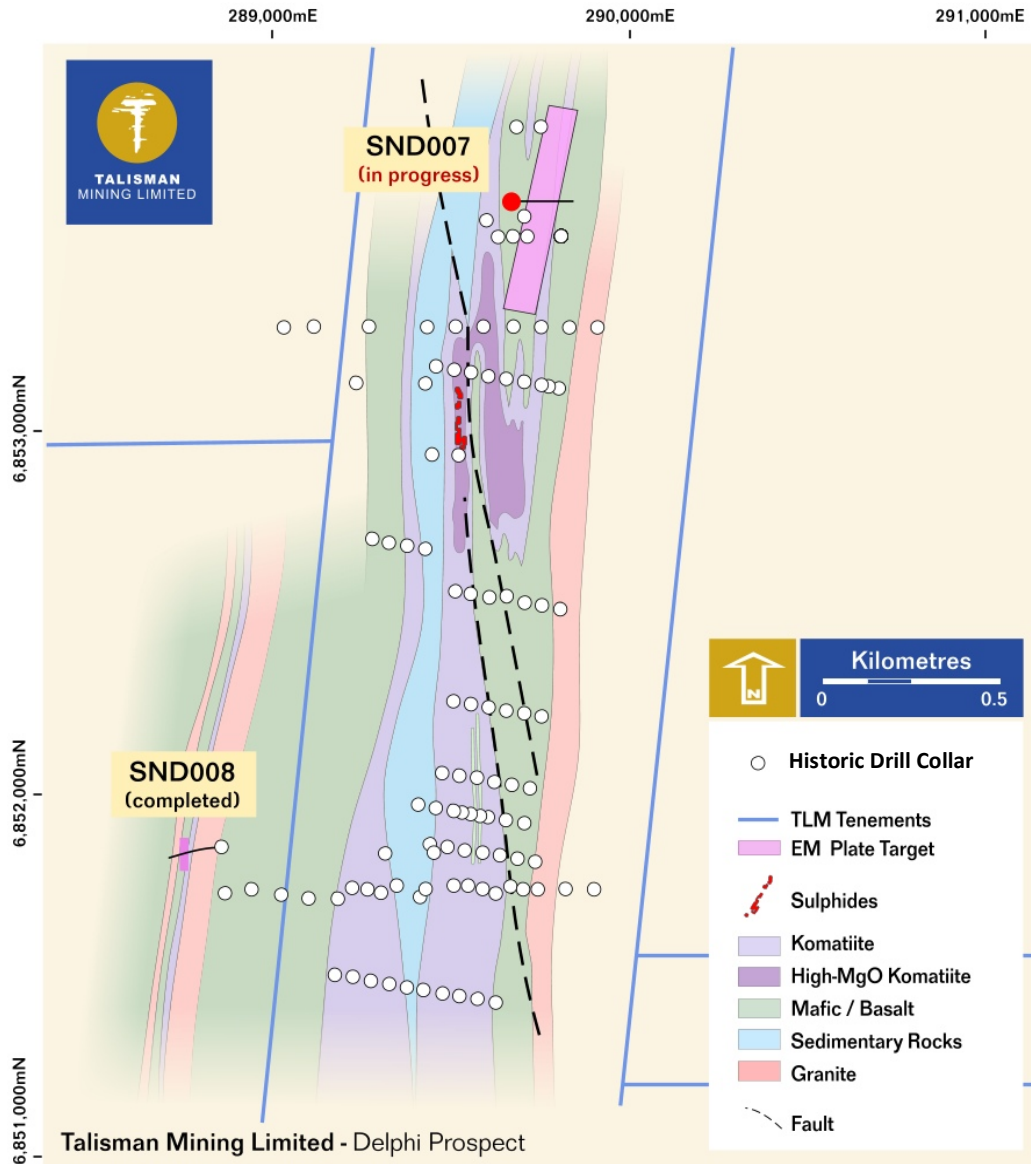 289,000mE
290,000mE
291,000mE
TALISMAN
MINING LIMITED
SND007
(in progress)
6,853,000mN
SND008
(completed)
6,852,000mN
N
Kilometres
0
0.5
Historic Drill Collar
TLM Tenements
EM Plate Target
Sulphides
Komatiite
High-MgO Komatiite
Mafic / Basalt
Sedimentary Rocks
Granite
Fault
6,851,000mN
Talisman Mining Limited - Delphi Prospect